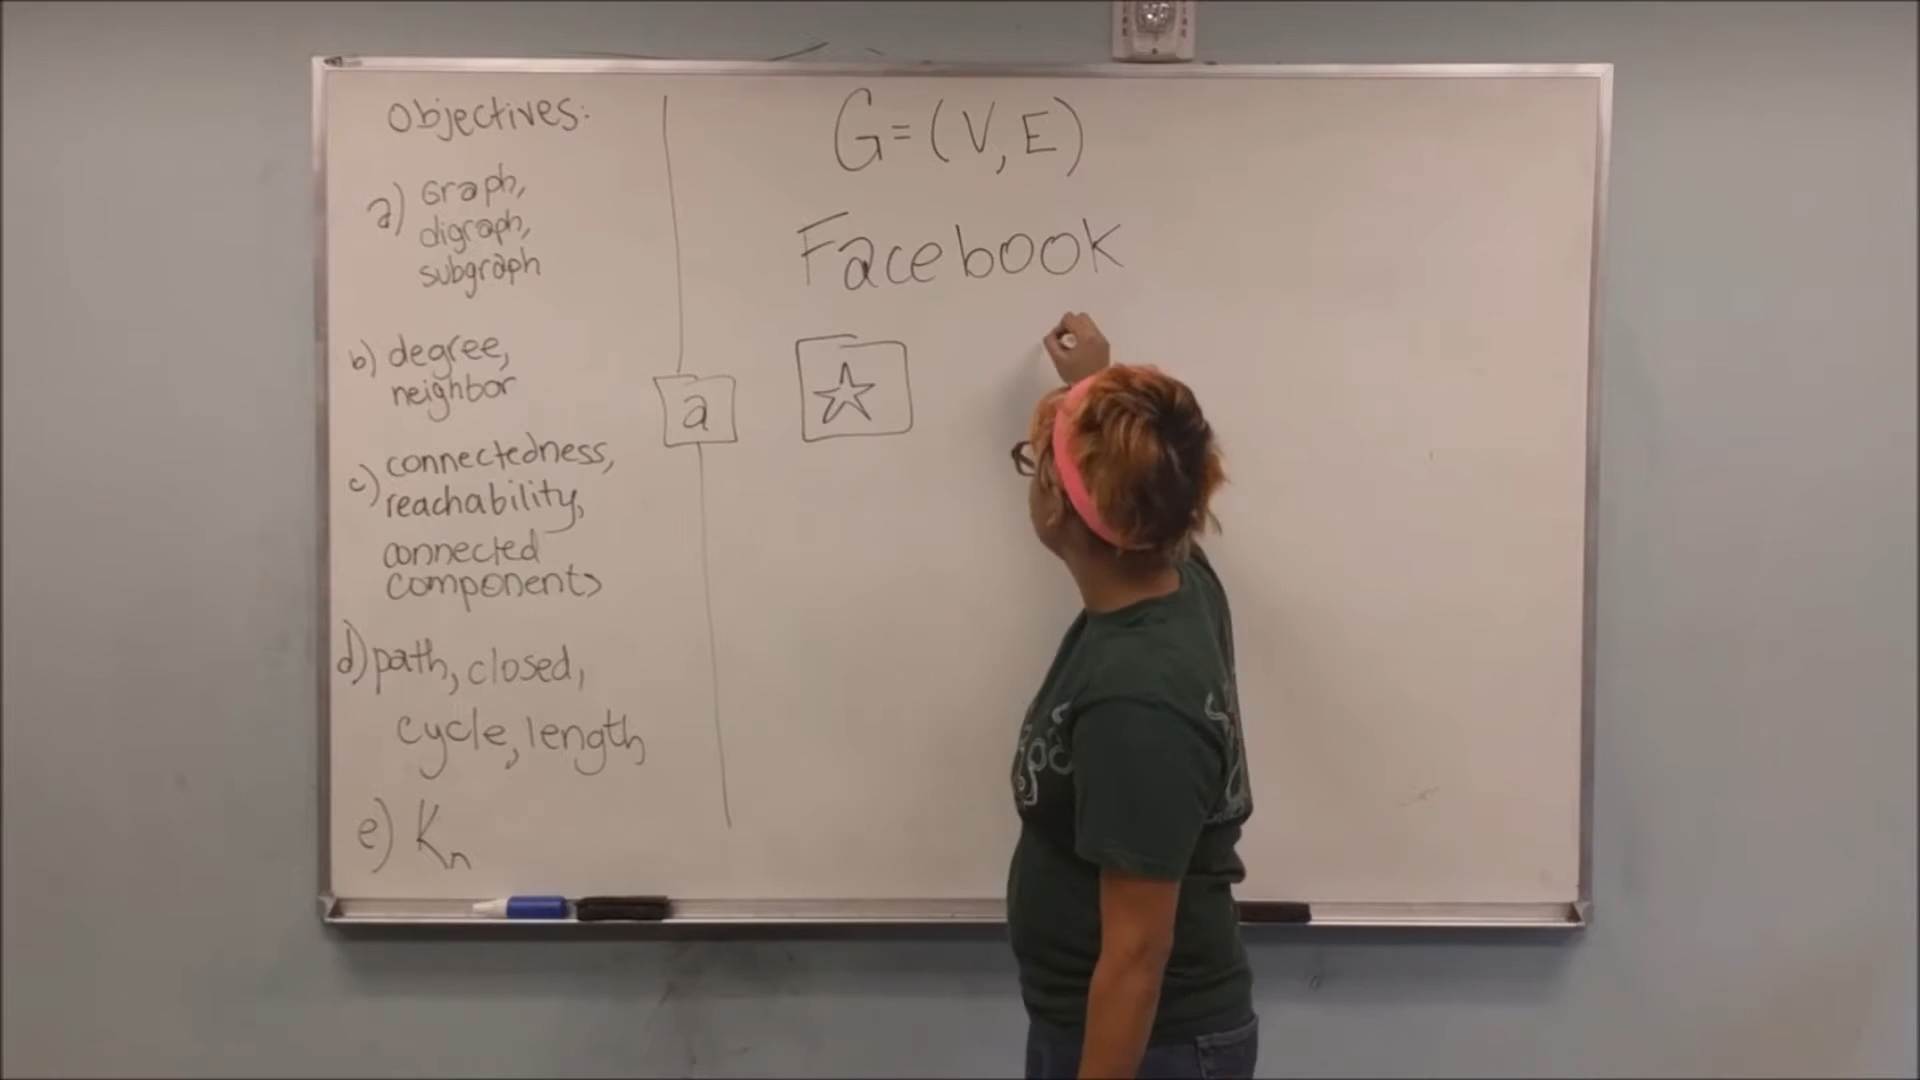 Objectives:
a) Graph,
digraph,
subgraph
b) degree,
neighbor
c) connectedness,
reachability,
connected
components
d) path, closed,
cycle, length
e) Kn
a
G=(V,E)
Facebook